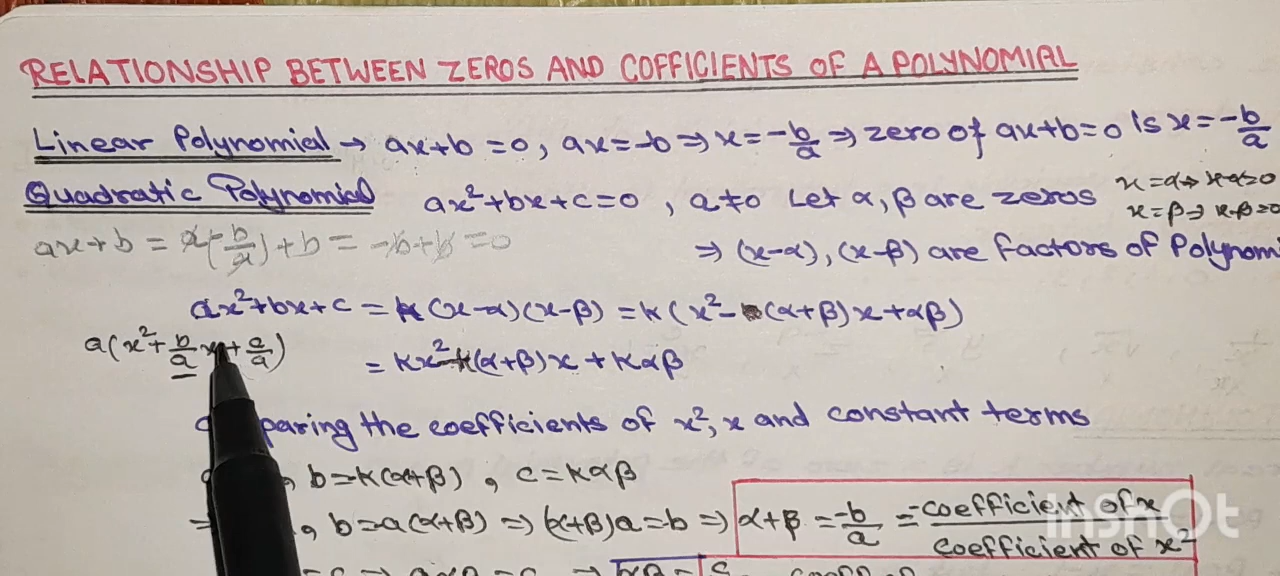 RELATIONSHIP BETWEEN ZEROS AND COFFICIENTS OF A POLYNOMIAL
Linear Polynomial → ax+b=0, ax=-b ⇒ x=-b/a ⇒ zero of ax+b=0 is x=-b/a
Quadratic Polynomial ax²+bx+c=0, a≠0 Let α, β are zeros x=α ⇒ x-α=0
x=β ⇒ x-β=0
ax+b = a(-b/a)+b = -b+b=0 ⇒ (x-α), (x-β) are factors of Polynomi
ax²+bx+c = k(x-α)(x-β) = k(x²-(α+β)x+αβ)
a(x²+b/a x+c/a) = kx²-k(α+β)x+kαβ
paring the coefficients of x², x and constant terms
, b=-k(α+β), c=kαβ
⇒ , b=-a(α+β) ⇒ (α+β)a=-b ⇒ α+β=-b/a = -coefficient of x/coefficient of x²
InShOt